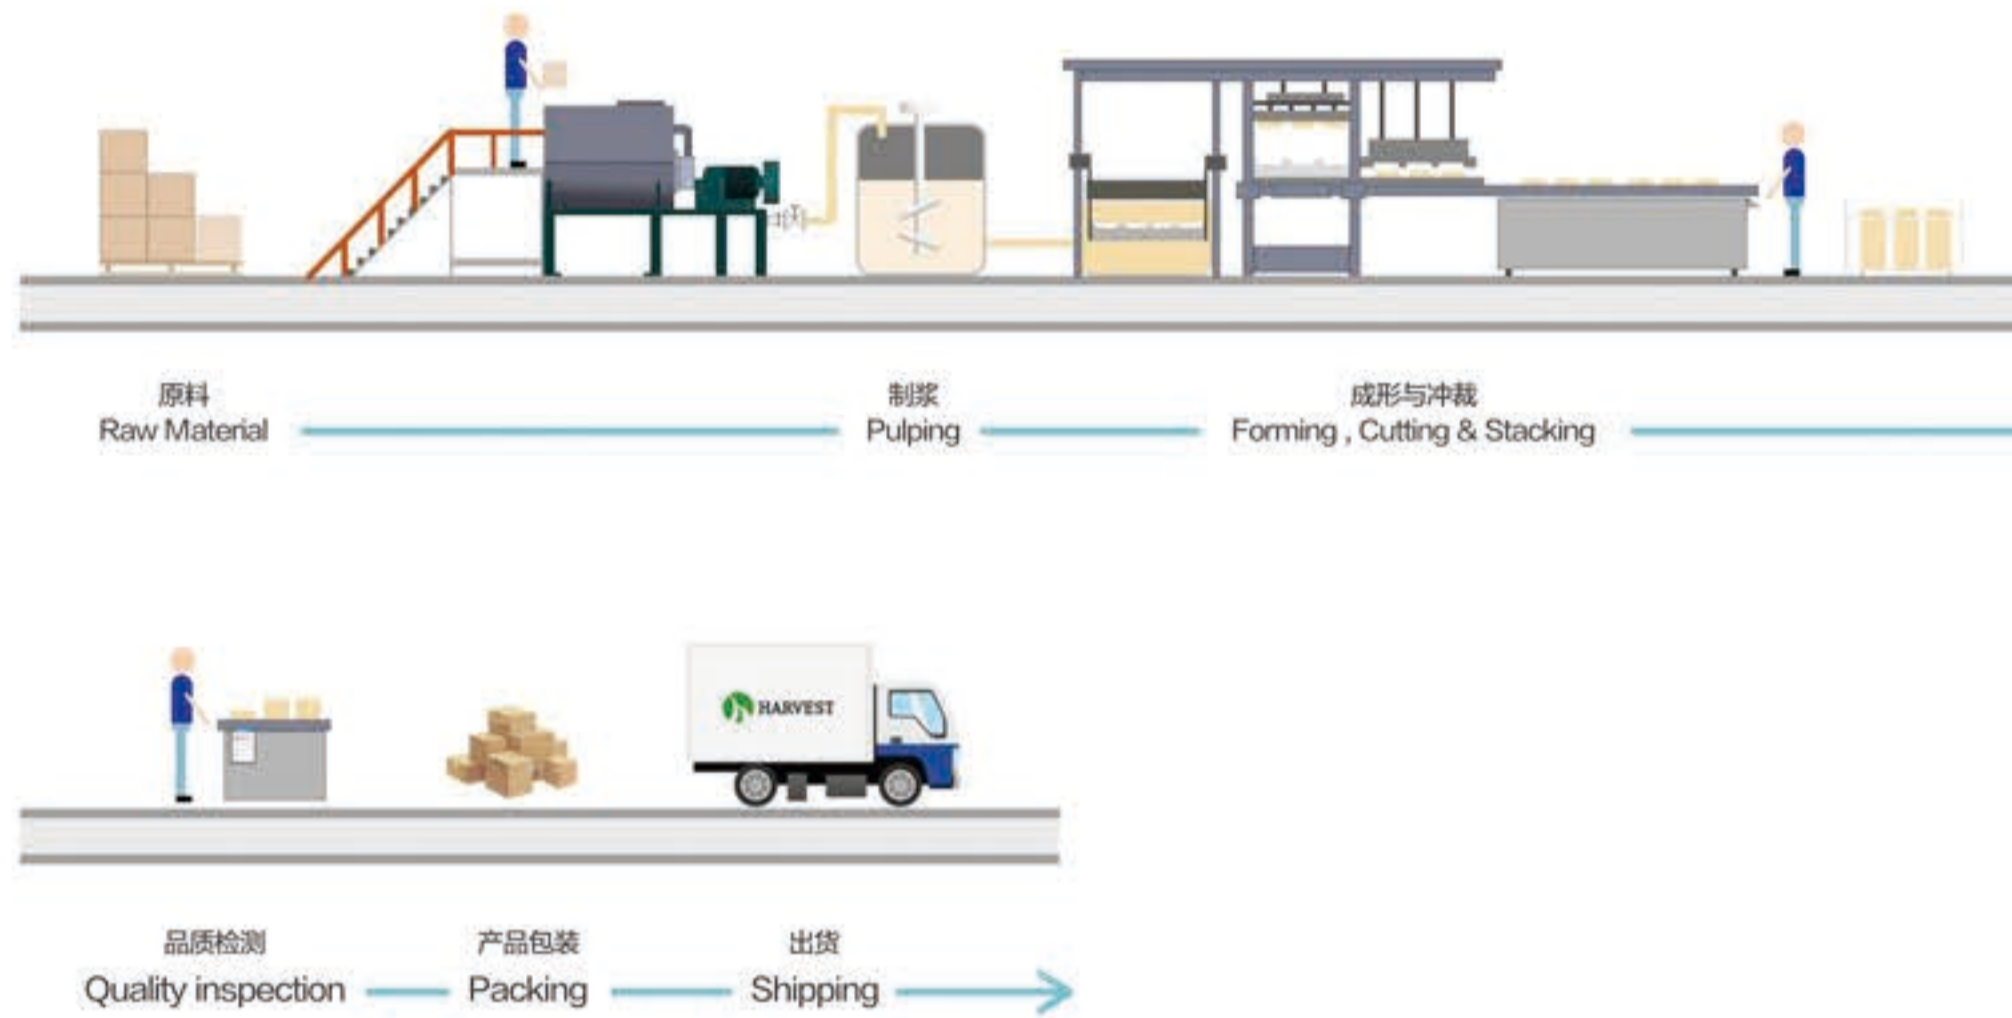 原料
Raw Material
制浆
Pulping
成形与冲裁
Forming , Cutting & Stacking
HARVEST
品质检测
Quality inspection
产品包装
Packing
出货
Shipping